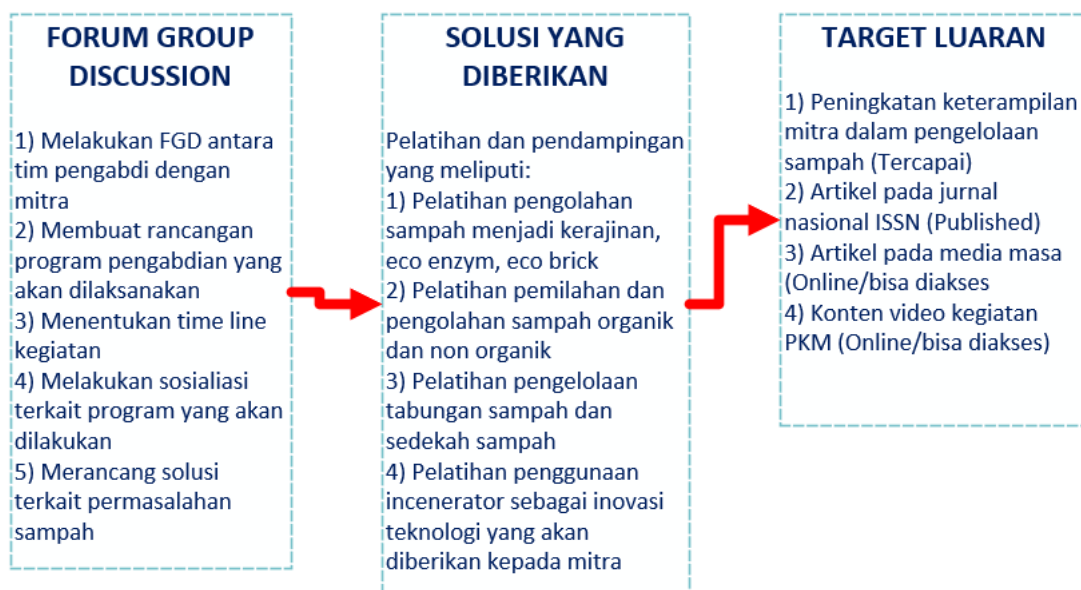 FORUM GROUP
DISCUSSION
1) Melakukan FGD antara
tim pengabdi dengan
mitra
2) Membuat rancangan
program pengabdian yang
akan dilaksanakan
3) Menentukan time line
kegiatan
4) Melakukan sosialiasi
terkait program yang akan
dilakukan
5) Merancang solusi
terkait permasalahan
sampah
SOLUSI YANG
DIBERIKAN
Pelatihan dan pendampingan
yang meliputi:
1) Pelatihan pengolahan
sampah menjadi kerajinan,
eco enzym, eco brick
2) Pelatihan pemilahan dan
pengolahan sampah organik
dan non organik
3) Pelatihan pengelolaan
tabungan sampah dan
sedekah sampah
4) Pelatihan penggunaan
incenerator sebagai inovasi
teknologi yang akan
diberikan kepada mitra
TARGET LUARAN
1) Peningkatan keterampilan
mitra dalam pengelolaan
sampah (Tercapai)
2) Artikel pada jurnal
nasional ISSN (Published)
3) Artikel pada media masa
(Online/bisa diakses
4) Konten video kegiatan
PKM (Online/bisa diakses)